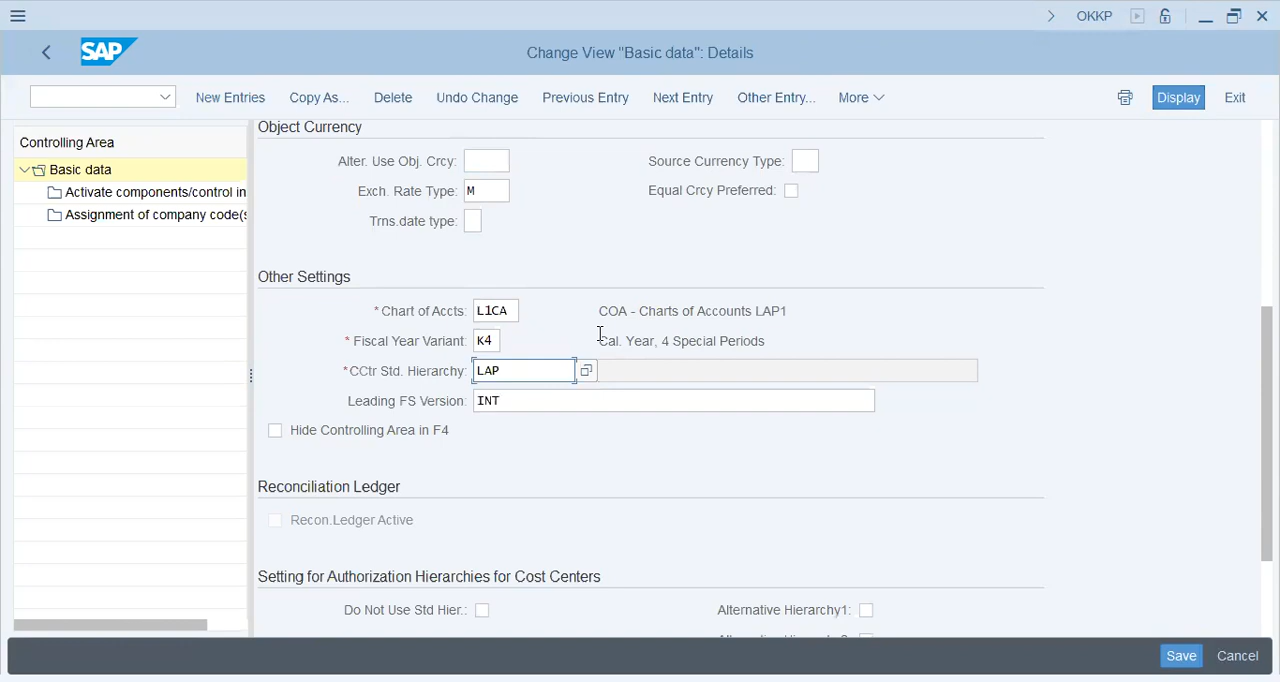 OKKP
SAP
Change View "Basic data": Details
New Entries Copy As... Delete Undo Change Previous Entry Next Entry Other Entry... More Display Exit
Controlling Area
Basic data
Activate components/control in
Assignment of company code(s
Object Currency
Alter. Use Obj. Crcy: Source Currency Type:
Exch. Rate Type: M Equal Crcy Preferred:
Trns.date type:
Other Settings
* Chart of Accts: L1CA COA - Charts of Accounts LAP1
* Fiscal Year Variant: K4 Cal. Year, 4 Special Periods
* CCtr Std. Hierarchy: LAP
Leading FS Version: INT
Hide Controlling Area in F4
Reconciliation Ledger
Recon.Ledger Active
Setting for Authorization Hierarchies for Cost Centers
Do Not Use Std Hier.: Alternative Hierarchy1:
Save Cancel